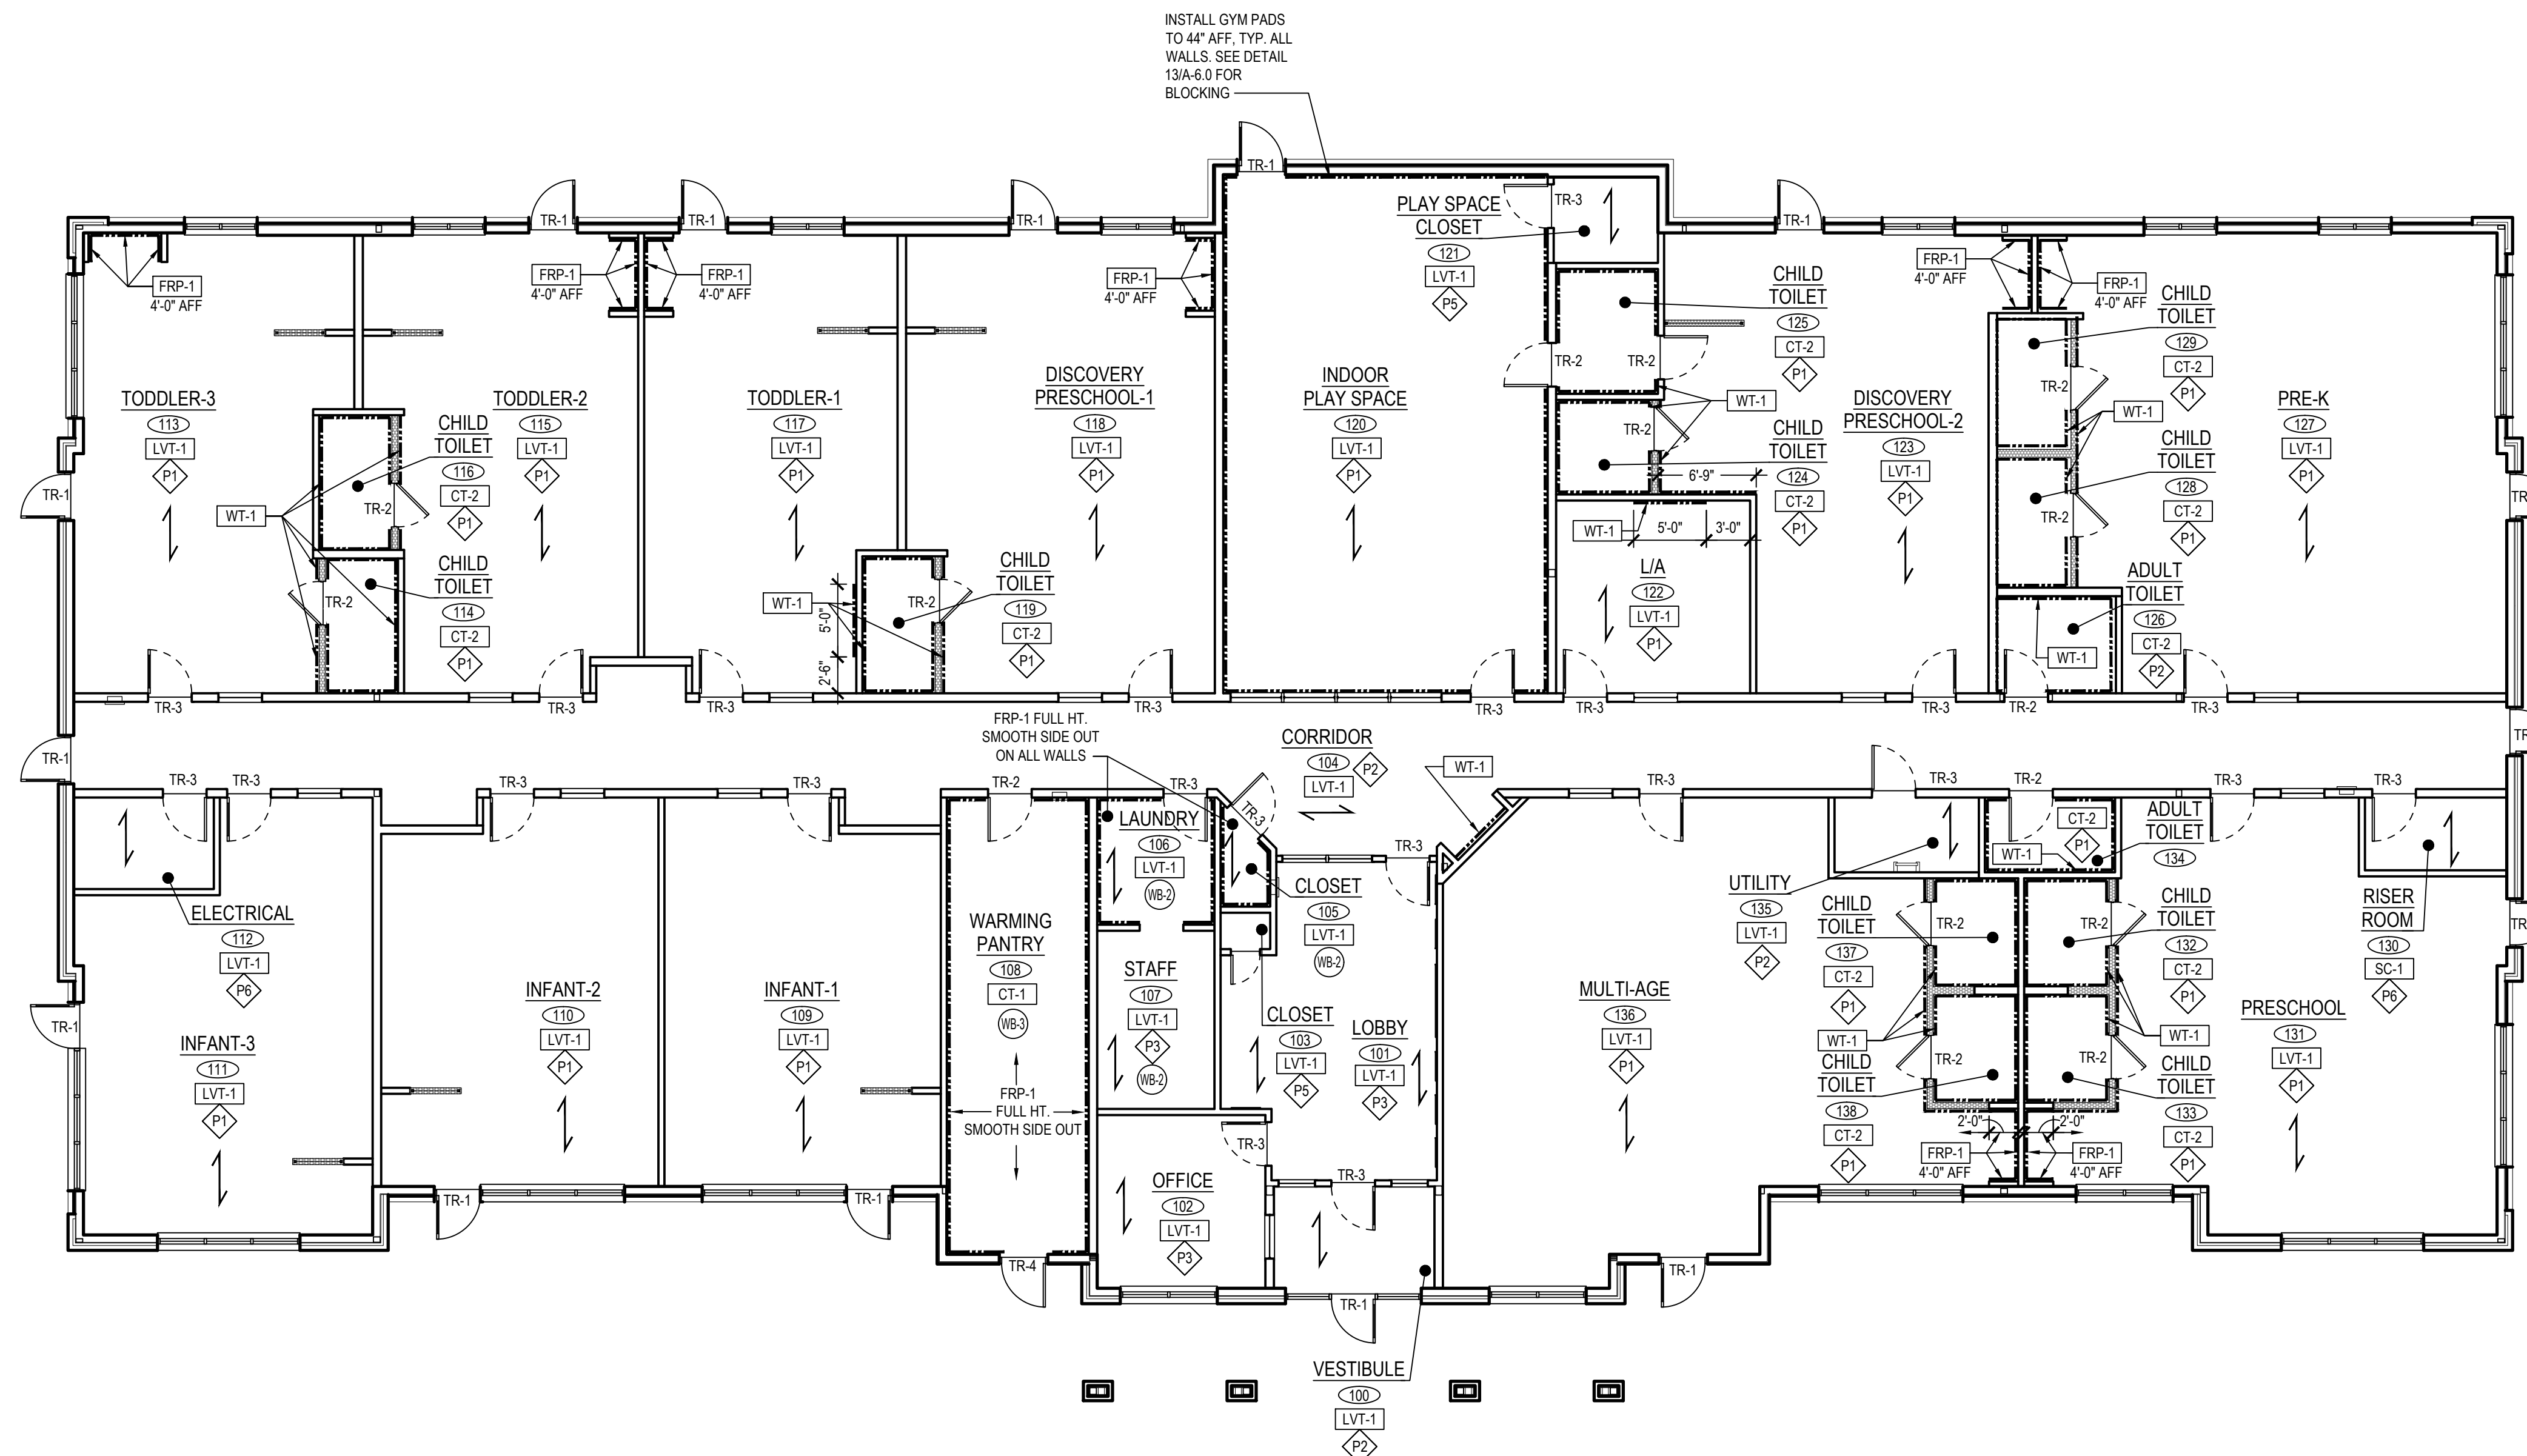 INSTALL GYM PADS
TO 44" AFF, TYP. ALL
WALLS. SEE DETAIL
13/A-6.0 FOR
BLOCKING
TR-1
TR-1
TR-1
TR-1
TR-1
FRP-1
4'-0" AFF
FRP-1
4'-0" AFF
FRP-1
4'-0" AFF
FRP-1
4'-0" AFF
PLAY SPACE
CLOSET
121
LVT-1
P5
TR-3
FRP-1
4'-0" AFF
FRP-1
4'-0" AFF
TODDLER-3
113
LVT-1
P1
TODDLER-2
115
LVT-1
P1
CHILD
TOILET
116
CT-2
P1
TR-2
WT-1
CHILD
TOILET
114
CT-2
P1
TR-2
TODDLER-1
117
LVT-1
P1
DISCOVERY
PRESCHOOL-1
118
LVT-1
P1
WT-1
5'-0"
2'-6"
TR-2
CHILD
TOILET
119
CT-2
P1
INDOOR
PLAY SPACE
120
LVT-1
P1
TR-2
TR-2
CHILD
TOILET
125
CT-2
P1
WT-1
TR-2
CHILD
TOILET
124
CT-2
P1
6'-9"
WT-1
5'-0"
3'-0"
L/A
122
LVT-1
P1
DISCOVERY
PRESCHOOL-2
123
LVT-1
P1
CHILD
TOILET
129
CT-2
P1
TR-2
WT-1
CHILD
TOILET
128
CT-2
P1
TR-2
ADULT
TOILET
126
CT-2
P2
WT-1
PRE-K
127
LVT-1
P1
TR-1
TR
TR-3
TR-3
TR-3
TR-3
TR-3
TR-3
TR-3
TR-2
TR-3
TR-1
TR
FRP-1 FULL HT.
SMOOTH SIDE OUT
ON ALL WALLS
CORRIDOR
104
P2
LVT-1
WT-1
TR-3
TR-3
TR-3
TR-3
TR-2
TR-3
TR-3
TR-3
TR-3
TR-3
TR-2
TR-3
TR-3
ELECTRICAL
112
LVT-1
P6
INFANT-3
111
LVT-1
P1
TR-1
INFANT-2
110
LVT-1
P1
INFANT-1
109
LVT-1
P1
WARMING
PANTRY
108
CT-1
WB-3
FRP-1
FULL HT.
SMOOTH SIDE OUT
LAUNDRY
106
LVT-1
WB-2
STAFF
107
LVT-1
P3
WB-2
CLOSET
105
LVT-1
WB-2
CLOSET
103
LVT-1
P5
LOBBY
101
LVT-1
P3
TR-3
TR-3
OFFICE
102
LVT-1
P3
MULTI-AGE
136
LVT-1
P1
UTILITY
135
LVT-1
P2
CT-2
P1
WT-1
ADULT
TOILET
134
CHILD
TOILET
137
CT-2
P1
TR-2
WT-1
CHILD
TOILET
138
CT-2
P1
TR-2
TR-2
CHILD
TOILET
132
CT-2
P1
WT-1
TR-2
CHILD
TOILET
133
CT-2
P1
2'-0"
2'-0"
FRP-1
4'-0" AFF
FRP-1
4'-0" AFF
RISER
ROOM
130
SC-1
P6
PRESCHOOL
131
LVT-1
P1
TR
TR-1
TR-1
TR-4
TR-1
TR-1
VESTIBULE
100
LVT-1
P2